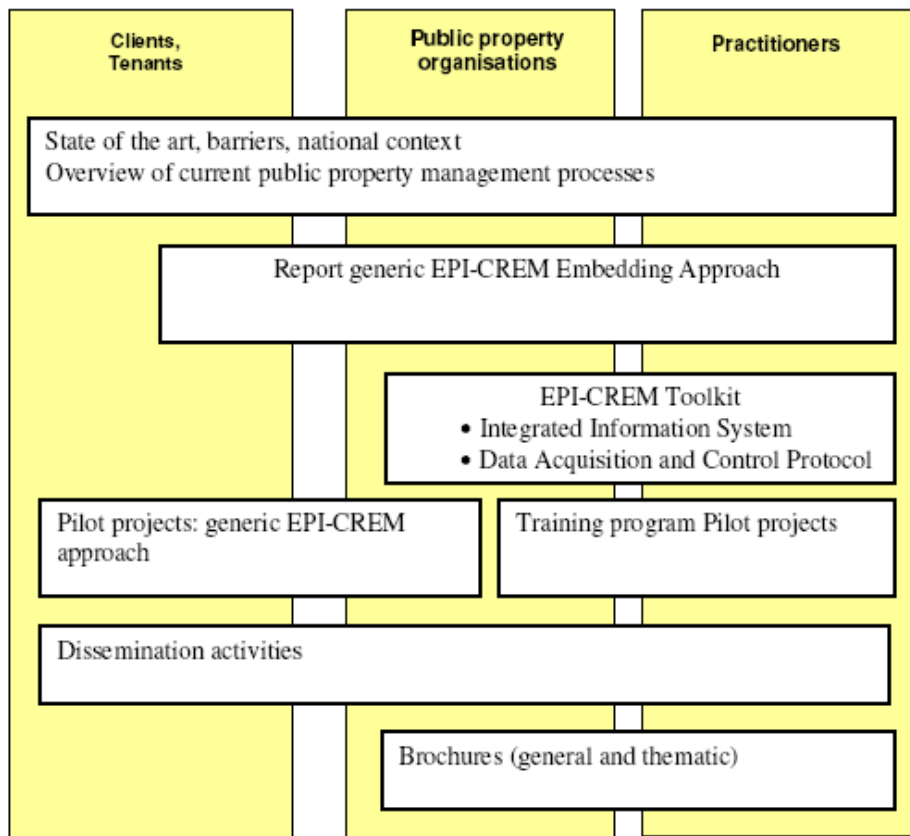 Clients,
Tenants
Public property
organisations
Practitioners
State of the art, barriers, national context
Overview of current public property management processes
Report generic EPI-CREM Embedding Approach
EPI-CREM Toolkit
• Integrated Information System
• Data Acquisition and Control Protocol
Pilot projects: generic EPI-CREM
approach
Training program Pilot projects
Dissemination activities
Brochures (general and thematic)